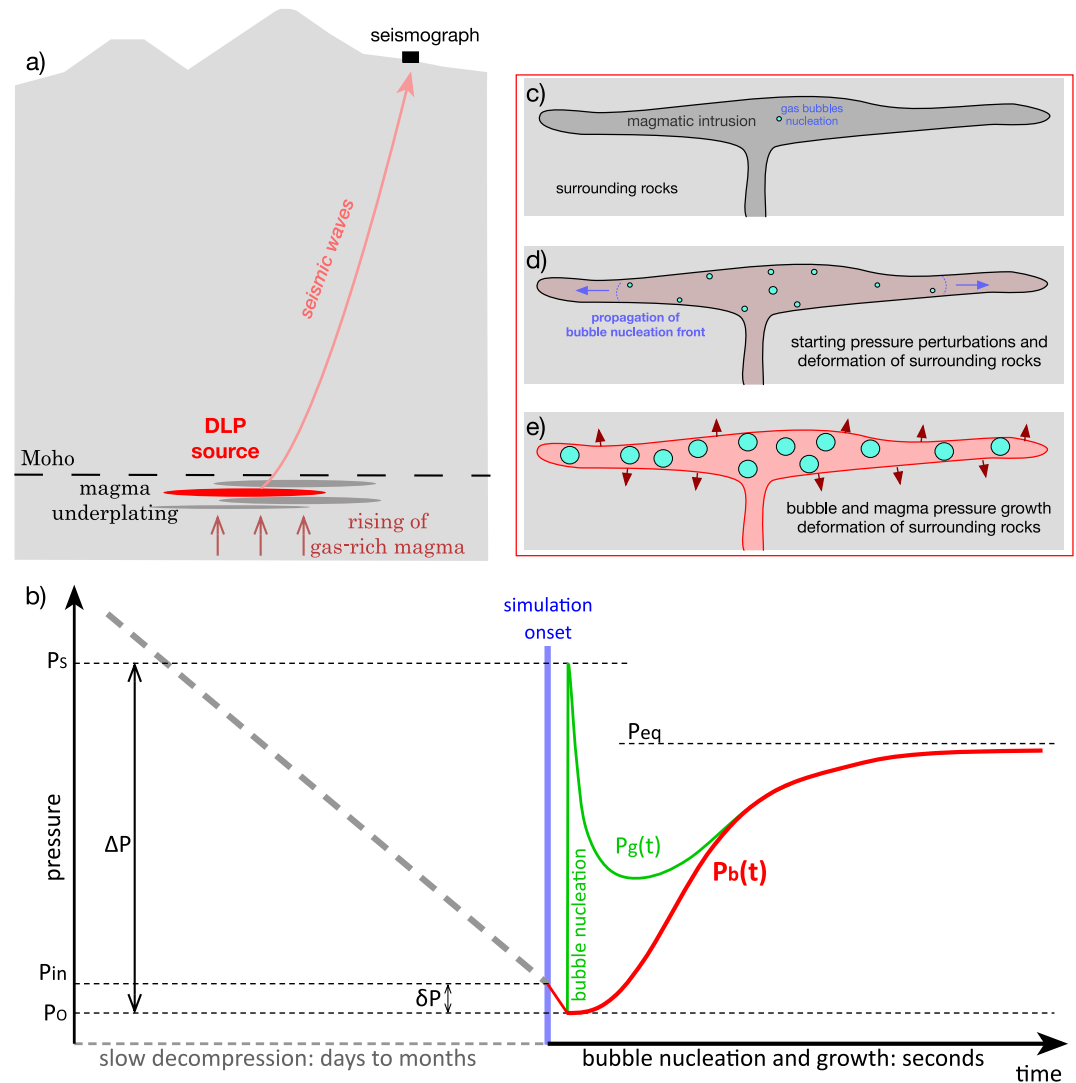 a)
seismograph
seismic waves
DLP
source
Moho
magma
underplating
rising of
gas-rich magma
c)
magmatic intrusion
gas bubbles
nucleation
surrounding rocks
d)
propagation of
bubble nucleation front
starting pressure perturbations and
deformation of surrounding rocks
e)
bubble and magma pressure growth
deformation of surrounding rocks
b)
simulation
onset
Ps
Peq
pressure
ΔP
Pg(t)
Pb(t)
bubble nucleation
Pin
δP
Po
slow decompression: days to months
bubble nucleation and growth: seconds
time